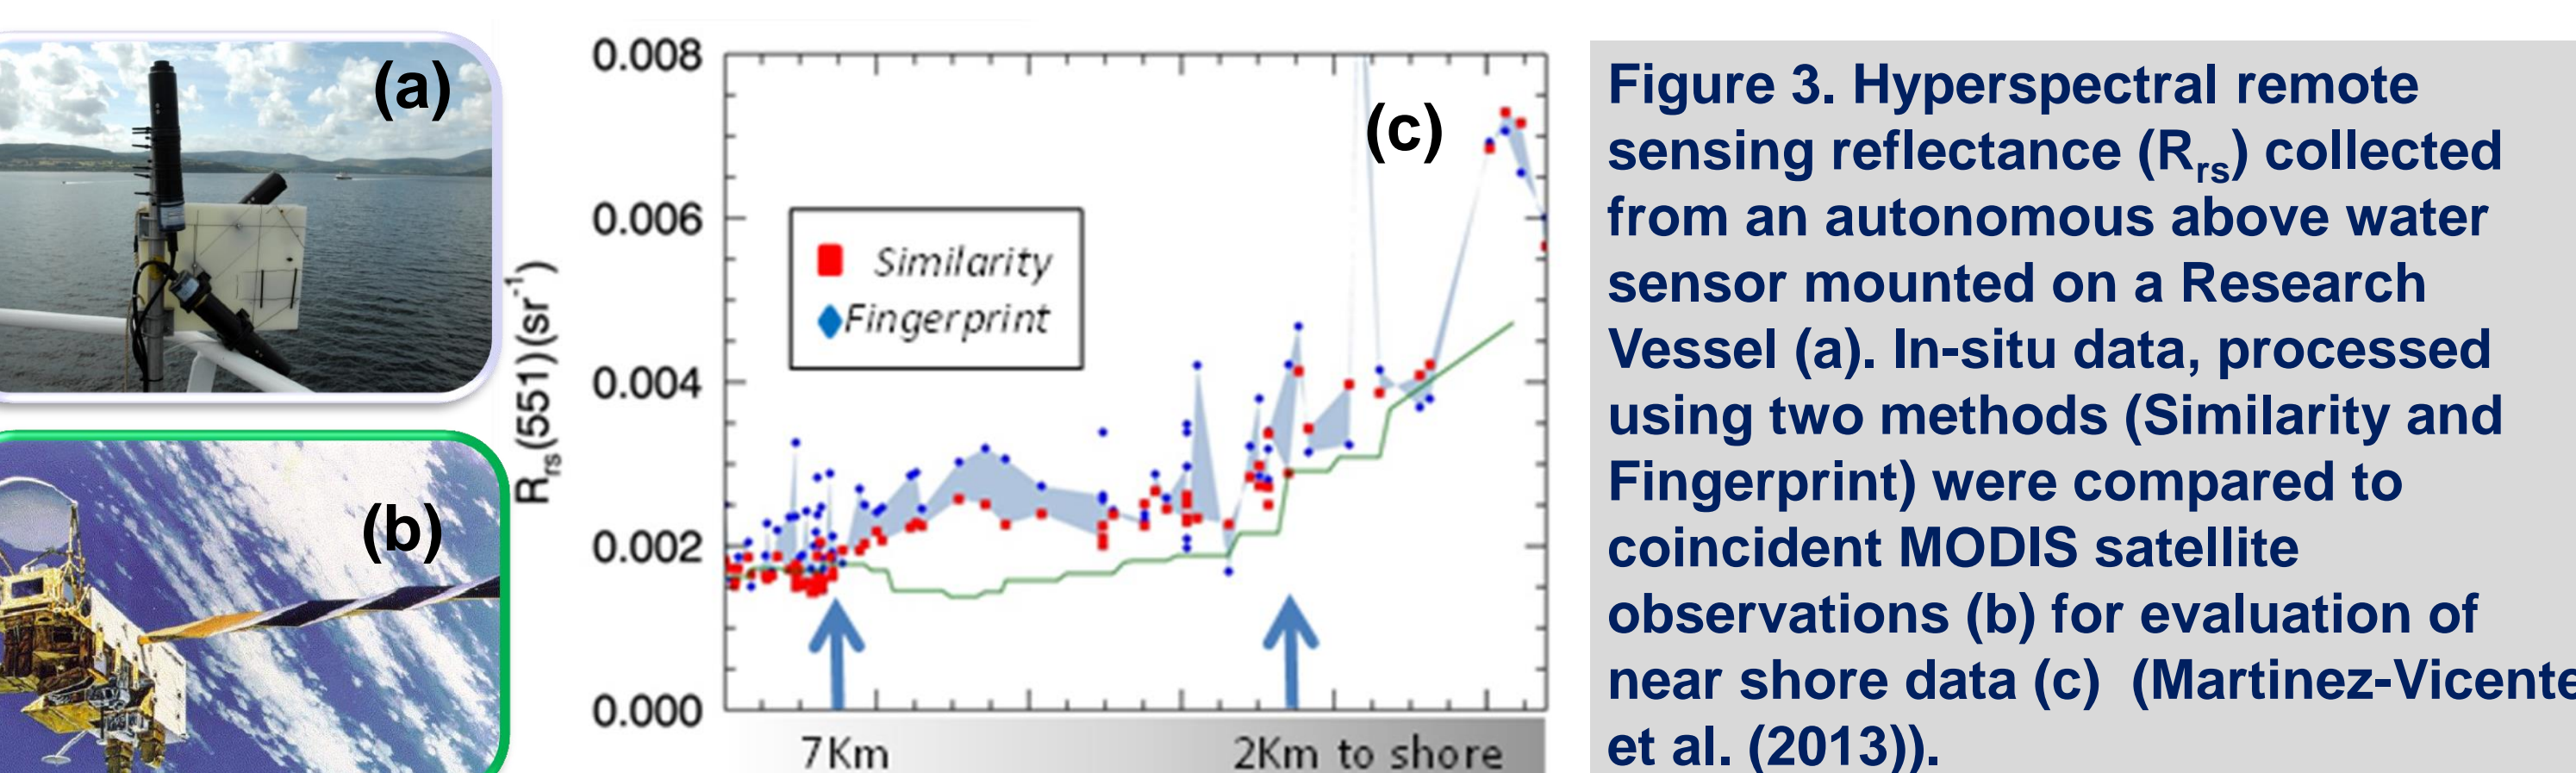 (a)
(b)
0.008
0.006
0.004
0.002
0.000
R_rs(551)(sr^-1)
(c)
Similarity
Fingerprint
7Km
2Km to shore
Figure 3. Hyperspectral remote
sensing reflectance (R_rs) collected
from an autonomous above water
sensor mounted on a Research
Vessel (a). In-situ data, processed
using two methods (Similarity and
Fingerprint) were compared to
coincident MODIS satellite
observations (b) for evaluation of
near shore data (c) (Martinez-Vicente
et al. (2013)).